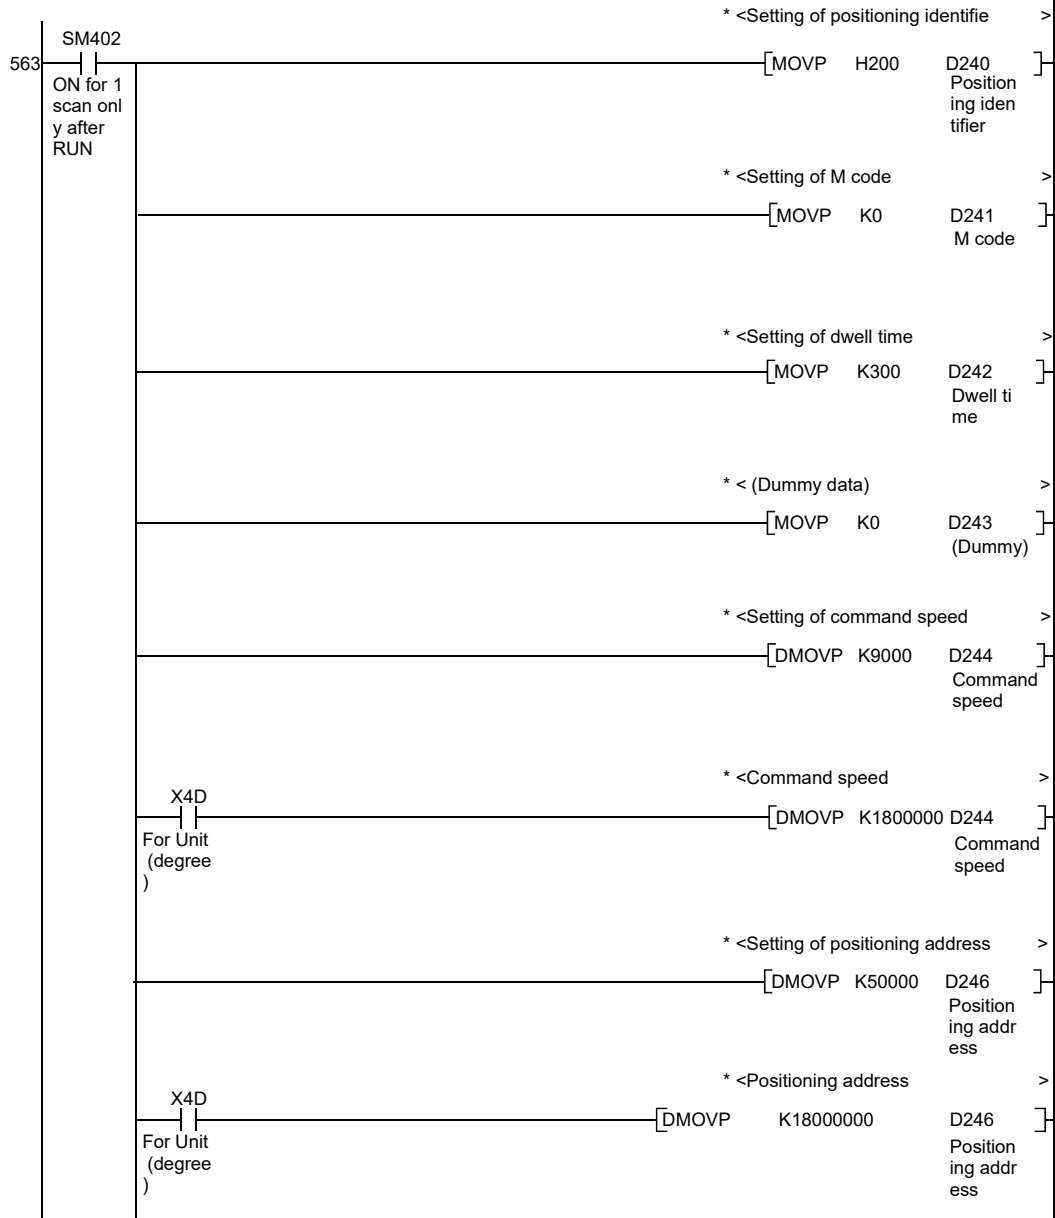 * <Setting of positioning identifie >
SM402
563
MOVP H200 D240
ON for 1
scan onl
y after
RUN
Position
ing iden
tifier
* <Setting of M code >
MOVP K0 D241
M code
* <Setting of dwell time >
MOVP K300 D242
Dwell ti
me
* < (Dummy data) >
MOVP K0 D243
(Dummy)
* <Setting of command speed >
DMOVP K9000 D244
Command
speed
* <Command speed >
X4D
DMOVP K1800000 D244
For Unit
(degree
)
Command
speed
* <Setting of positioning address >
DMOVP K50000 D246
Position
ing addr
ess
* <Positioning address >
X4D
DMOVP K18000000 D246
For Unit
(degree
)
Position
ing addr
ess